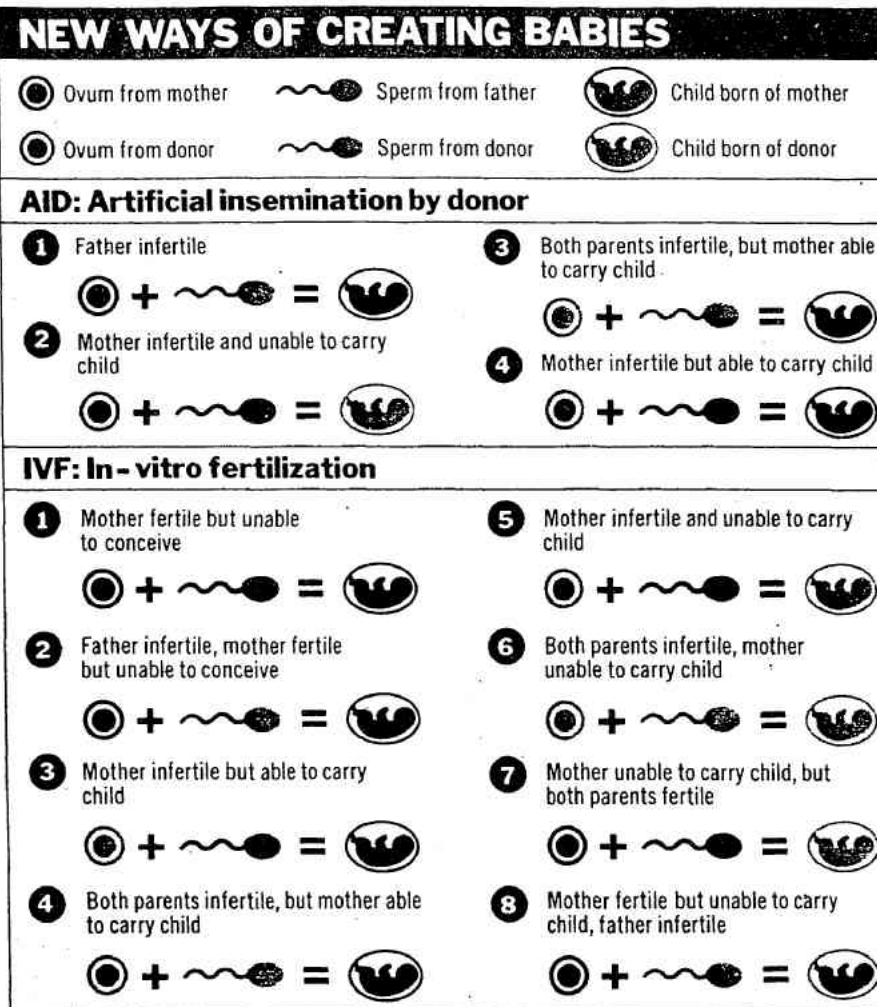 NEW WAYS OF CREATING BABIES
Ovum from mother
Sperm from father
Child born of mother
Ovum from donor
Sperm from donor
Child born of donor
AID: Artificial insemination by donor
1 Father infertile
+ =
2 Mother infertile and unable to carry
child
+ =
3 Both parents infertile, but mother able
to carry child
+ =
4 Mother infertile but able to carry child
+ =
IVF: In-vitro fertilization
1 Mother fertile but unable
to conceive
+ =
2 Father infertile, mother fertile
but unable to conceive
+ =
3 Mother infertile but able to carry
child
+ =
4 Both parents infertile, but mother able
to carry child
+ =
5 Mother infertile and unable to carry
child
+ =
6 Both parents infertile, mother
unable to carry child
+ =
7 Mother unable to carry child, but
both parents fertile
+ =
8 Mother fertile but unable to carry
child, father infertile
+ =